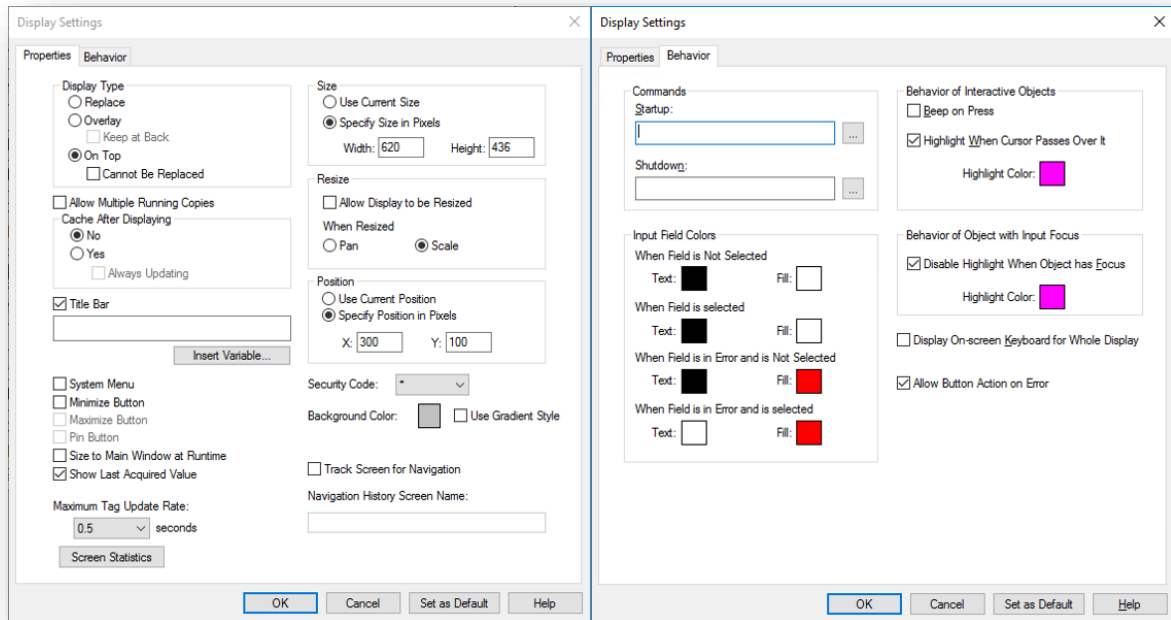 Display Settings
Properties
Behavior
Display Type
Replace
Overlay
Keep at Back
On Top
Cannot Be Replaced
Allow Multiple Running Copies
Cache After Displaying
No
Yes
Always Updating
Title Bar
Insert Variable...
System Menu
Minimize Button
Maximize Button
Pin Button
Size to Main Window at Runtime
Show Last Acquired Value
Maximum Tag Update Rate:
0.5 seconds
Screen Statistics
Size
Use Current Size
Specify Size in Pixels
Width: 620 Height: 436
Resize
Allow Display to be Resized
When Resized
Pan Scale
Position
Use Current Position
Specify Position in Pixels
X: 300 Y: 100
Security Code: *
Background Color: Use Gradient Style
Track Screen for Navigation
Navigation History Screen Name:
OK Cancel Set as Default Help
Display Settings
Properties
Behavior
Commands
Startup:
...
Shutdown:
...
Input Field Colors
When Field is Not Selected
Text: Fill:
When Field is selected
Text: Fill:
When Field is in Error and is Not Selected
Text: Fill:
When Field is in Error and is selected
Text: Fill:
Behavior of Interactive Objects
Beep on Press
Highlight When Cursor Passes Over It
Highlight Color:
Behavior of Object with Input Focus
Disable Highlight When Object has Focus
Highlight Color:
Display On-screen Keyboard for Whole Display
Allow Button Action on Error
OK Cancel Set as Default Help